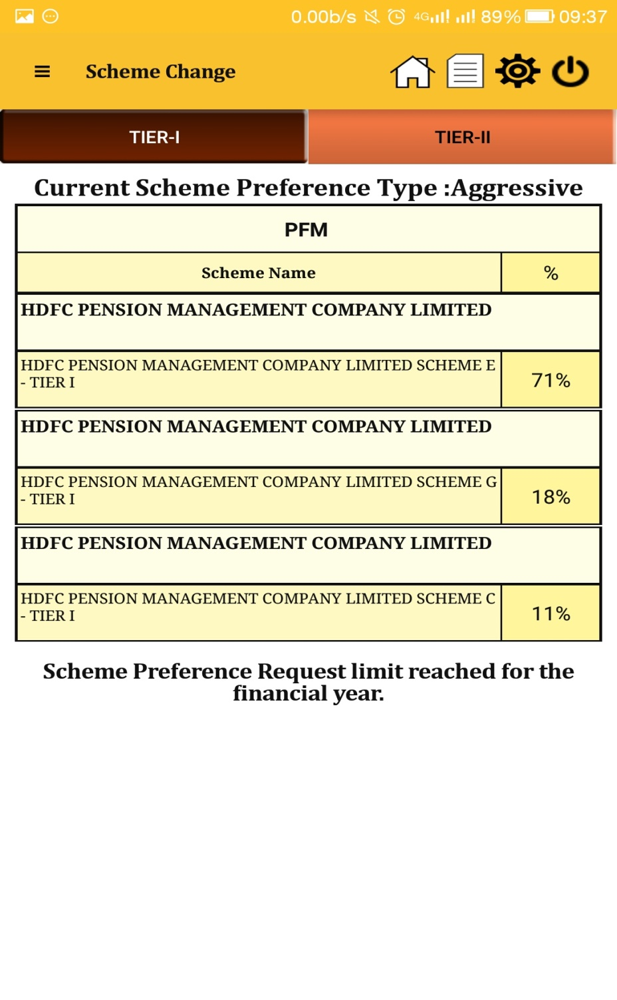 0.00b/s 4G 89% 09:37
Scheme Change
TIER-I TIER-II
Current Scheme Preference Type :Aggressive
PFM
Scheme Name %
HDFC PENSION MANAGEMENT COMPANY LIMITED
HDFC PENSION MANAGEMENT COMPANY LIMITED SCHEME E
- TIER I 71%
HDFC PENSION MANAGEMENT COMPANY LIMITED
HDFC PENSION MANAGEMENT COMPANY LIMITED SCHEME G
- TIER I 18%
HDFC PENSION MANAGEMENT COMPANY LIMITED
HDFC PENSION MANAGEMENT COMPANY LIMITED SCHEME C
- TIER I 11%
Scheme Preference Request limit reached for the
financial year.